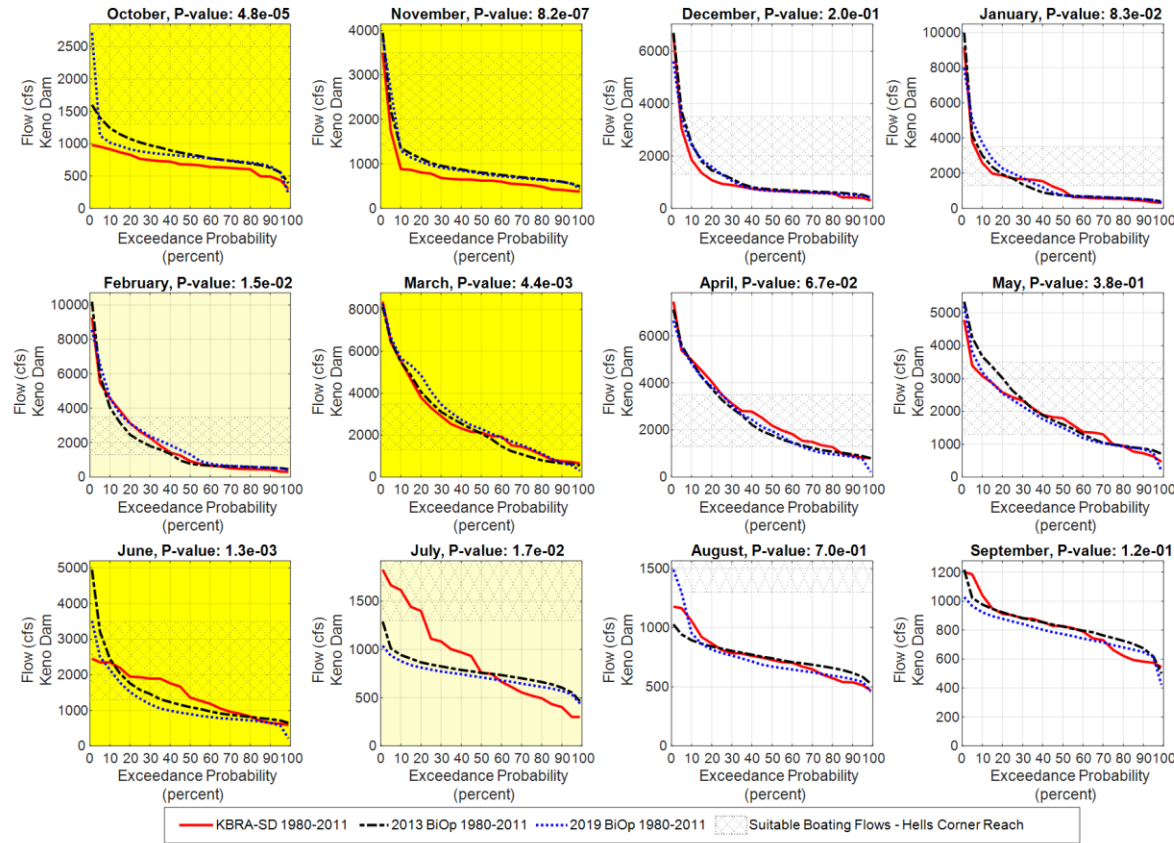 October, P-value: 4.8e-05
Flow (cfs)
Keno Dam
2500
2000
1500
1000
500
0
0 10 20 30 40 50 60 70 80 90 100
Exceedance Probability
(percent)
November, P-value: 8.2e-07
Flow (cfs)
Keno Dam
4000
3000
2000
1000
0
0 10 20 30 40 50 60 70 80 90 100
Exceedance Probability
(percent)
December, P-value: 2.0e-01
Flow (cfs)
Keno Dam
6000
4000
2000
0
0 10 20 30 40 50 60 70 80 90 100
Exceedance Probability
(percent)
January, P-value: 8.3e-02
Flow (cfs)
Keno Dam
10000
8000
6000
4000
2000
0
0 10 20 30 40 50 60 70 80 90 100
Exceedance Probability
(percent)
February, P-value: 1.5e-02
Flow (cfs)
Keno Dam
10000
8000
6000
4000
2000
0
0 10 20 30 40 50 60 70 80 90 100
Exceedance Probability
(percent)
March, P-value: 4.4e-03
Flow (cfs)
Keno Dam
8000
6000
4000
2000
0
0 10 20 30 40 50 60 70 80 90 100
Exceedance Probability
(percent)
April, P-value: 6.7e-02
Flow (cfs)
Keno Dam
6000
4000
2000
0
0 10 20 30 40 50 60 70 80 90 100
Exceedance Probability
(percent)
May, P-value: 3.8e-01
Flow (cfs)
Keno Dam
5000
4000
3000
2000
1000
0
0 10 20 30 40 50 60 70 80 90 100
Exceedance Probability
(percent)
June, P-value: 1.3e-03
Flow (cfs)
Keno Dam
5000
4000
3000
2000
1000
0
0 10 20 30 40 50 60 70 80 90 100
Exceedance Probability
(percent)
July, P-value: 1.7e-02
Flow (cfs)
Keno Dam
1500
1000
500
0
0 10 20 30 40 50 60 70 80 90 100
Exceedance Probability
(percent)
August, P-value: 7.0e-01
Flow (cfs)
Keno Dam
1500
1000
500
0
0 10 20 30 40 50 60 70 80 90 100
Exceedance Probability
(percent)
September, P-value: 1.2e-01
Flow (cfs)
Keno Dam
1200
1000
800
600
400
200
0
0 10 20 30 40 50 60 70 80 90 100
Exceedance Probability
(percent)
KBRA-SD 1980-2011 2013 BiOp 1980-2011 2019 BiOp 1980-2011 Suitable Boating Flows - Hells Corner Reach